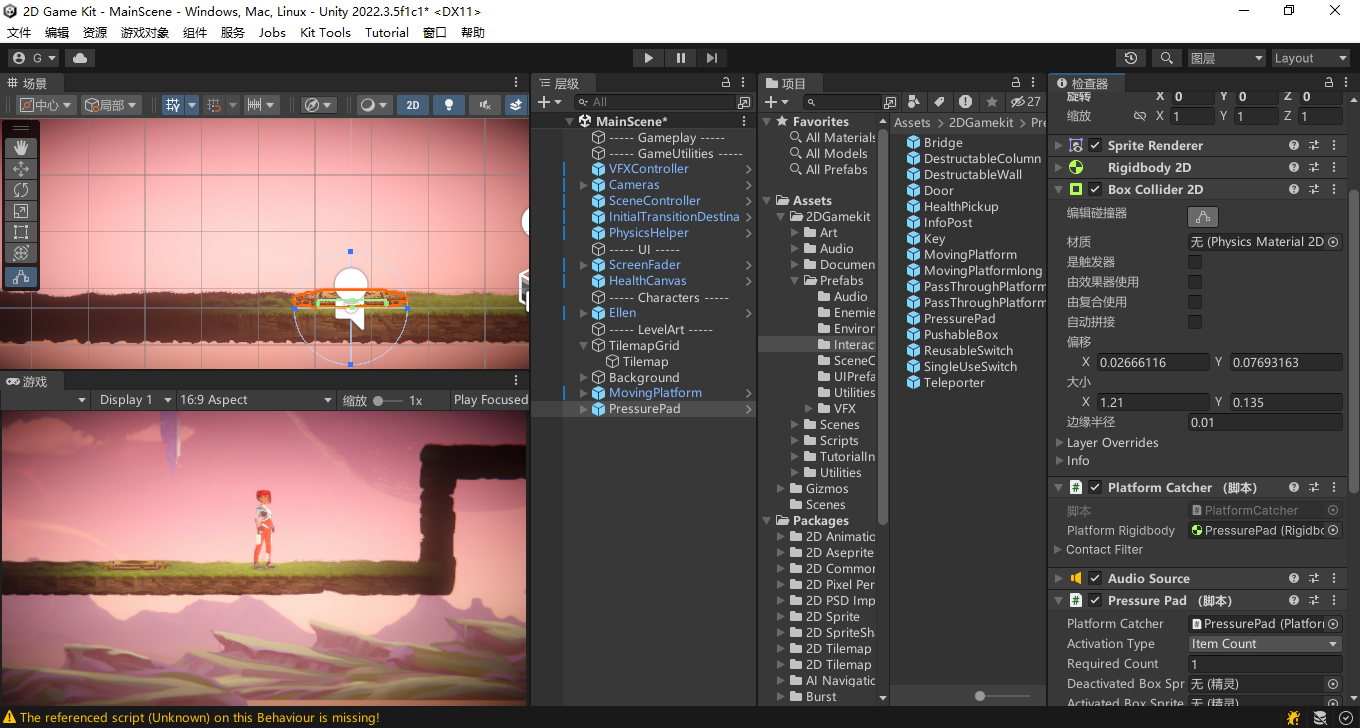 2D Game Kit - MainScene - Windows, Mac, Linux - Unity 2022.3.5f1c1* <DX11>
文件 编辑 资源 游戏对象 组件 服务 Jobs Kit Tools Tutorial 窗口 帮助
G
图层
Layout
场景
中心
局部
2D
游戏
Display 1
16:9 Aspect
缩放
1x
Play Focused
层级
All
MainScene*
----- Gameplay -----
----- GameUtilities -----
VFXController
Cameras
SceneController
InitialTransitionDestina
PhysicsHelper
----- UI -----
ScreenFader
HealthCanvas
----- Characters -----
Ellen
----- LevelArt -----
TilemapGrid
Tilemap
Background
MovingPlatform
PressurePad
项目
27
Favorites
All Materials
All Models
All Prefabs
Assets
2DGamekit
Art
Audio
Documen
Prefabs
Audio
Enemie
Environ
Interac
SceneC
UIPrefa
Utilities
VFX
Scenes
Scripts
TutorialIn
Utilities
Gizmos
Scenes
Packages
2D Animatio
2D Aseprite
2D Common
2D Pixel Per
2D PSD Imp
2D Sprite
2D SpriteSha
2D Tilemap
2D Tilemap
AI Navigatio
Burst
Assets
2DGamekit
Pre
Bridge
DestructableColumn
DestructableWall
Door
HealthPickup
InfoPost
Key
MovingPlatform
MovingPlatformlong
PassThroughPlatform
PassThroughPlatform
PressurePad
PushableBox
ReusableSwitch
SingleUseSwitch
Teleporter
检查器
旋转 X 0 Y 0 Z 0
缩放 X 1 Y 1 Z 1
Sprite Renderer
Rigidbody 2D
Box Collider 2D
编辑碰撞器
材质 无 (Physics Material 2D
是触发器
由效果器使用
由复合使用
自动拼接
偏移
X 0.02666116 Y 0.07693163
大小
X 1.21 Y 0.135
边缘半径 0.01
Layer Overrides
Info
Platform Catcher （脚本）
脚本 PlatformCatcher
Platform Rigidbody PressurePad (Rigidbo
Contact Filter
Audio Source
Pressure Pad （脚本）
Platform Catcher PressurePad (Platforn
Activation Type Item Count
Required Count 1
Deactivated Box Spr 无 (精灵)
Activated Box Sprite 无 (精灵)
The referenced script (Unknown) on this Behaviour is missing!